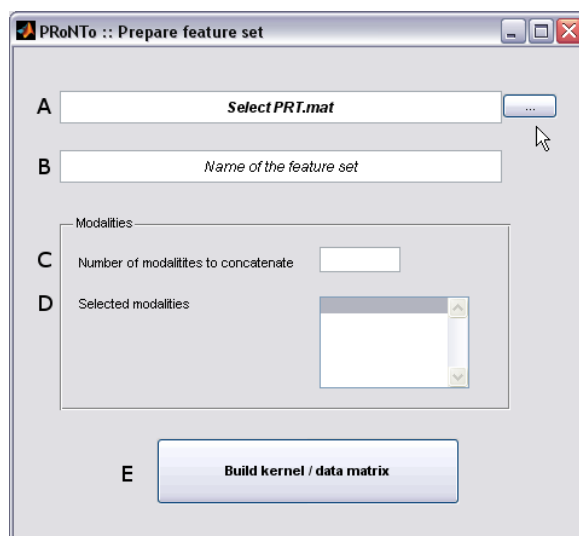 PRoNTo :: Prepare feature set
A Select PRT.mat ...
B Name of the feature set
Modalities
C Number of modalitites to concatenate
D Selected modalities
E Build kernel / data matrix